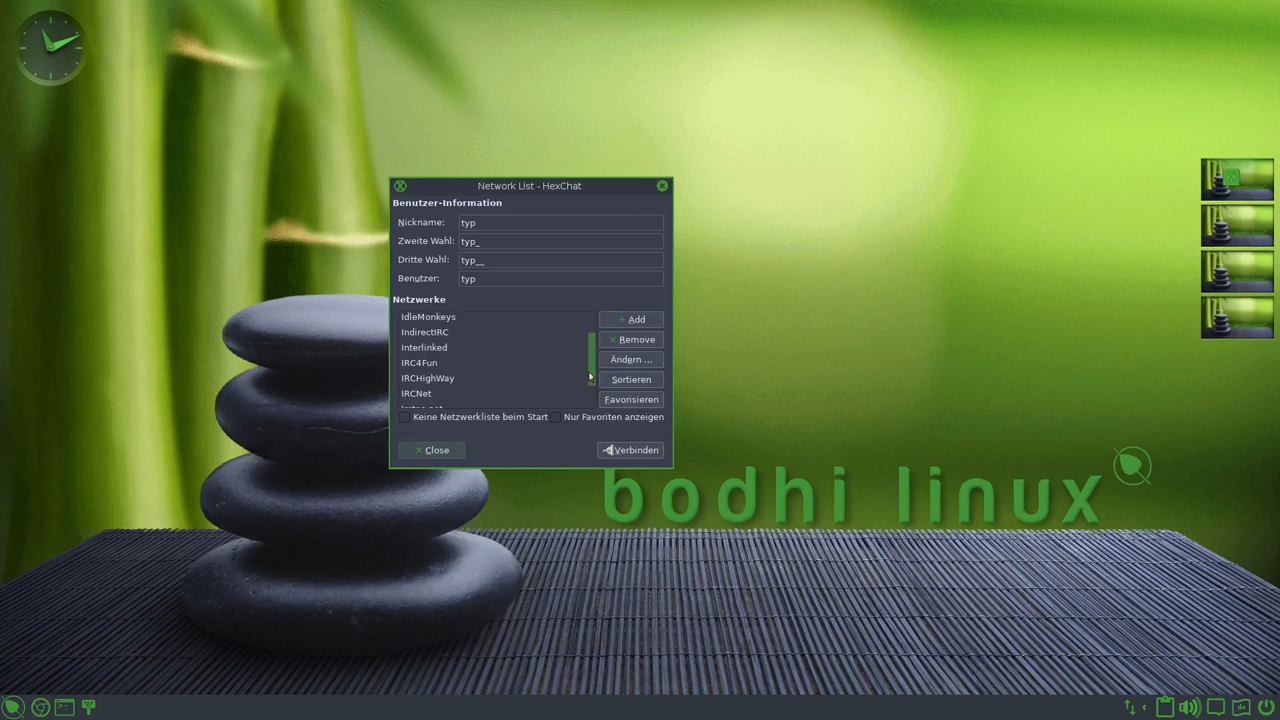 Network List - HexChat
Benutzer-Information
Nickname: typ
Zweite Wahl: typ_
Dritte Wahl: typ__
Benutzer: typ
Netzwerke
IdleMonkeys
IndirectIRC
Interlinked
IRC4Fun
IRCHighWay
IRCNet
Add
Remove
Ändern ...
Sortieren
Favorisieren
Keine Netzwerkliste beim Start
Nur Favoriten anzeigen
Close
Verbinden
bodhi linux